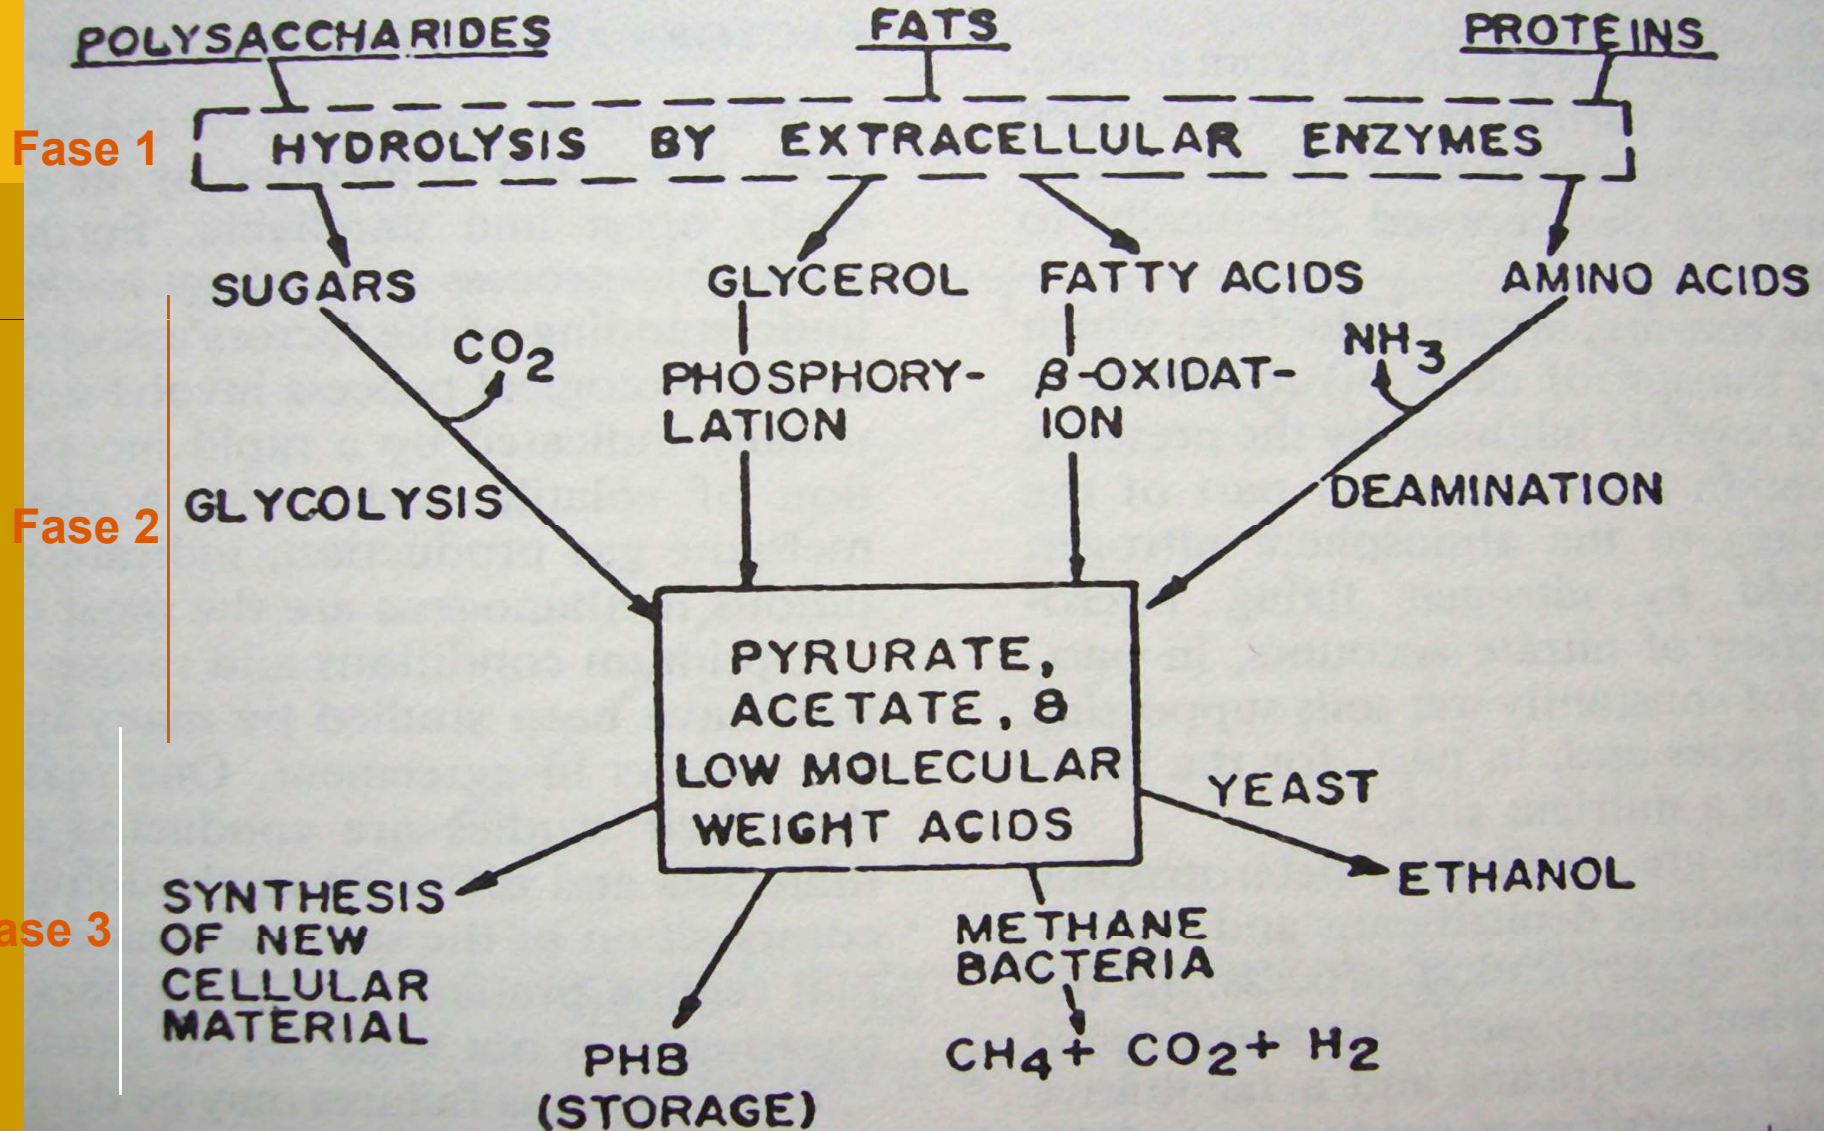 POLYSACCHARIDES
FATS
PROTEINS
Fase 1
HYDROLYSIS BY EXTRACELLULAR ENZYMES
SUGARS
GLYCEROL
FATTY ACIDS
AMINO ACIDS
CO2
NH3
PHOSPHORY-
LATION
β-OXIDAT-
ION
GLYCOLYSIS
DEAMINATION
Fase 2
PYRURATE,
ACETATE, &
LOW MOLECULAR
WEIGHT ACIDS
YEAST
ETHANOL
ase 3
SYNTHESIS
OF NEW
CELLULAR
MATERIAL
METHANE
BACTERIA
PHB
(STORAGE)
CH4+ CO2+ H2